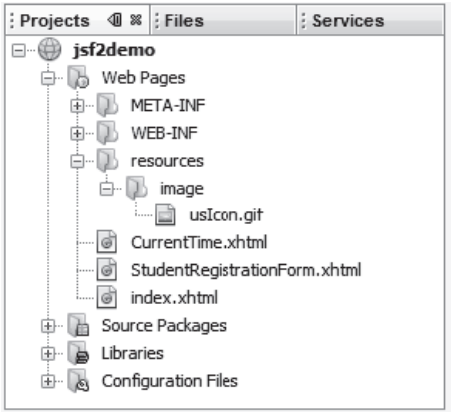 Projects Files Services
jsf2demo
Web Pages
META-INF
WEB-INF
resources
image
usIcon.git
CurrentTime.xhtml
StudentRegistrationForm.xhtml
index.xhtml
Source Packages
Libraries
Configuration Files